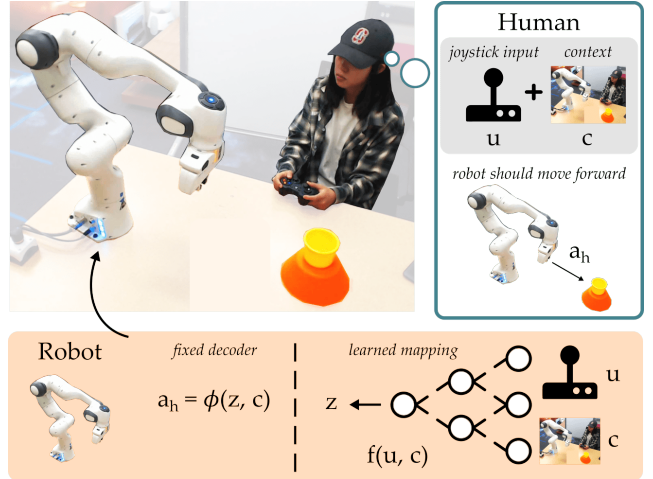 Human
joystick input
context
+
u
c
robot should move forward
a_h
Robot
fixed decoder
learned mapping
a_h = ϕ(z, c)
z
f(u, c)
u
c